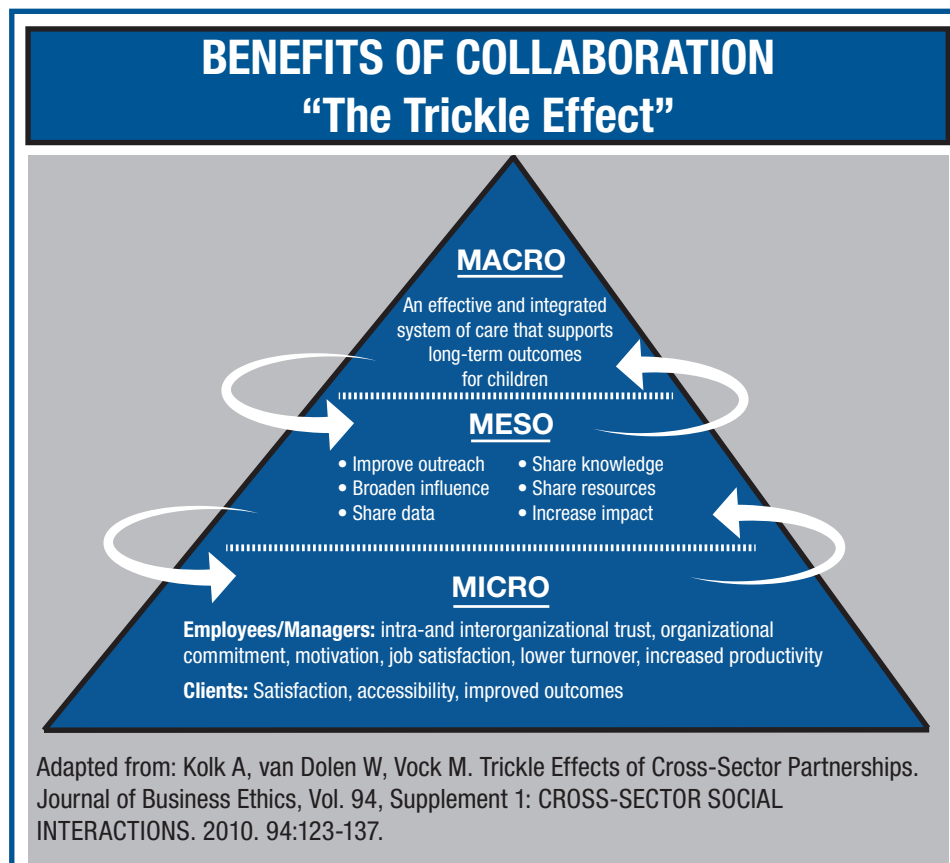 BENEFITS OF COLLABORATION
“The Trickle Effect”
MACRO
An effective and integrated
system of care that supports
long-term outcomes
for children
MESO
• Improve outreach
• Broaden influence
• Share data
• Share knowledge
• Share resources
• Increase impact
MICRO
Employees/Managers: intra-and interorganizational trust, organizational
commitment, motivation, job satisfaction, lower turnover, increased productivity
Clients: Satisfaction, accessibility, improved outcomes
Adapted from: Kolk A, van Dolen W, Vock M. Trickle Effects of Cross-Sector Partnerships.
Journal of Business Ethics, Vol. 94, Supplement 1: CROSS-SECTOR SOCIAL
INTERACTIONS. 2010. 94:123-137.